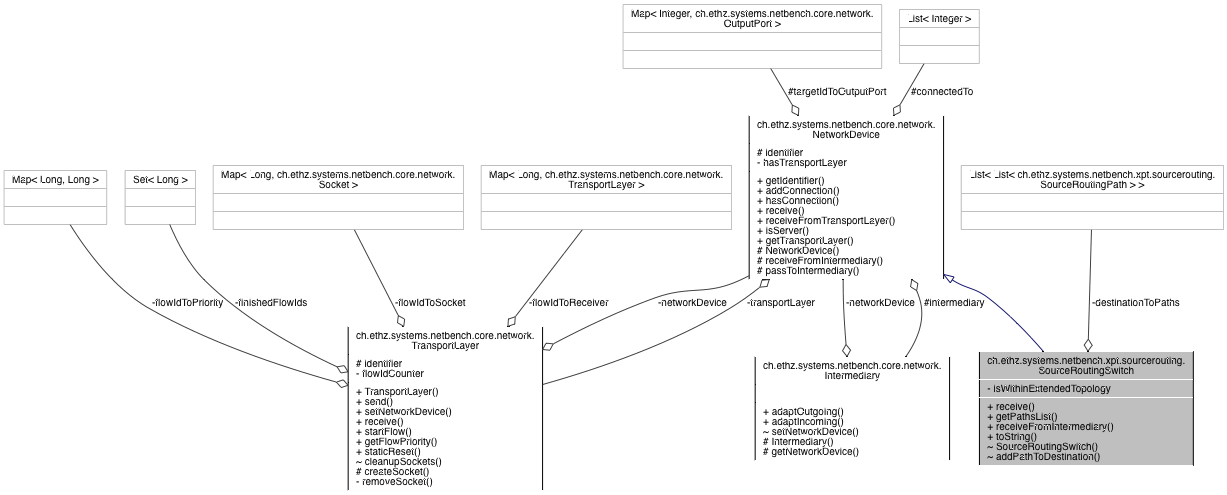 Map< Integer, ch.ethz.systems.netbench.core.network.
OutputPort >
List< Integer >
#targetIdToOutputPort
#connectedTo
ch.ethz.systems.netbench.core.network.
NetworkDevice
# identifier
- hasTransportLayer
+ getIdentifier()
+ addConnection()
+ hasConnection()
+ receive()
+ receiveFromTransportLayer()
+ isServer()
+ getTransportLayer()
# NetworkDevice()
# receiveFromIntermediary()
# passToIntermediary()
Map< Long, Long >
Set< Long >
Map< Long, ch.ethz.systems.netbench.core.network.
Socket >
Map< Long, ch.ethz.systems.netbench.core.network.
TransportLayer >
List< List< ch.ethz.systems.netbench.xpt.sourcerouting.
SourceRoutingPath > >
-flowIdToPriority
-finishedFlowIds
-flowIdToSocket
-flowIdToReceiver
-networkDevice
-transportLayer
-networkDevice
#intermediary
-destinationToPaths
ch.ethz.systems.netbench.core.network.
TransportLayer
# identifier
- flowIdCounter
+ TransportLayer()
+ send()
+ setNetworkDevice()
+ receive()
+ startFlow()
+ getFlowPriority()
+ staticReset()
~ cleanupSockets()
# createSocket()
- removeSocket()
ch.ethz.systems.netbench.core.network.
Intermediary
+ adaptOutgoing()
+ adaptIncoming()
~ setNetworkDevice()
# Intermediary()
# getNetworkDevice()
ch.ethz.systems.netbench.xpt.sourcerouting.
SourceRoutingSwitch
- isWithinExtendedTopology
+ receive()
+ getPathsList()
+ receiveFromIntermediary()
+ toString()
~ SourceRoutingSwitch()
~ addPathToDestination()